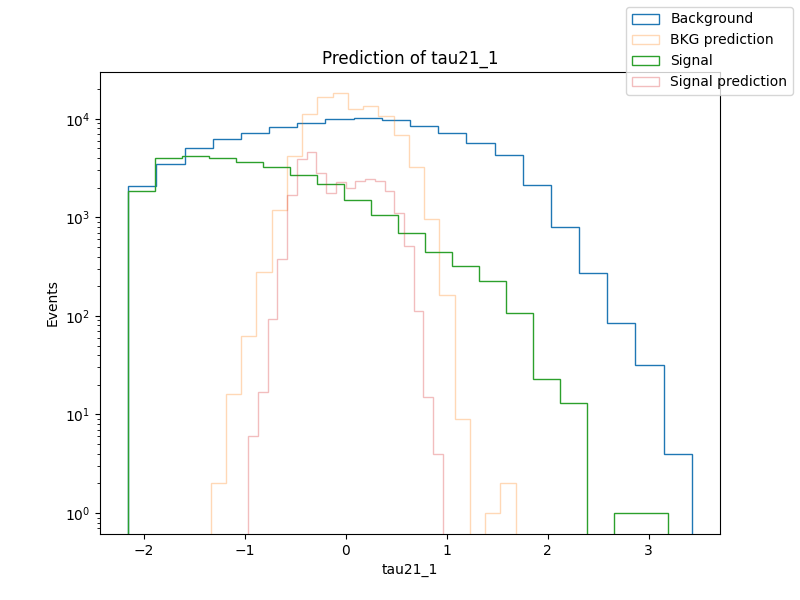 Prediction of tau21_1
Background
BKG prediction
Signal
Signal prediction
Events
10⁴
10³
10²
10¹
10⁰
−2
−1
0
1
2
3
tau21_1